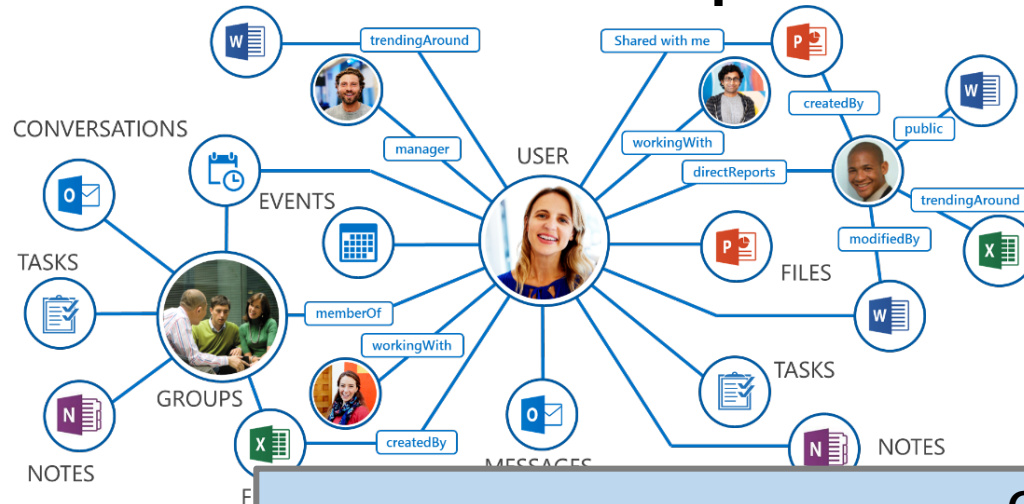 trendingAround
Shared with me
createdBy
public
CONVERSATIONS
manager
workingWith
USER
directReports
EVENTS
trendingAround
modifiedBy
TASKS
FILES
memberOf
workingWith
TASKS
GROUPS
createdBy
NOTES
MESSAGES
NOTES
W
P
W
O
P
X
W
N
O
X
N